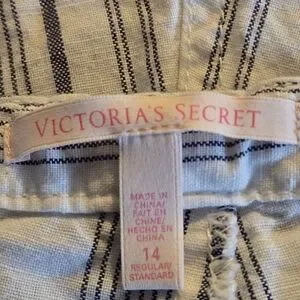 VICTORIA'S SECRET
MADE IN
CHINA/
FAIT EN
CHINE/
HECHO EN
CHINA
14
REGULAR/
STANDARD